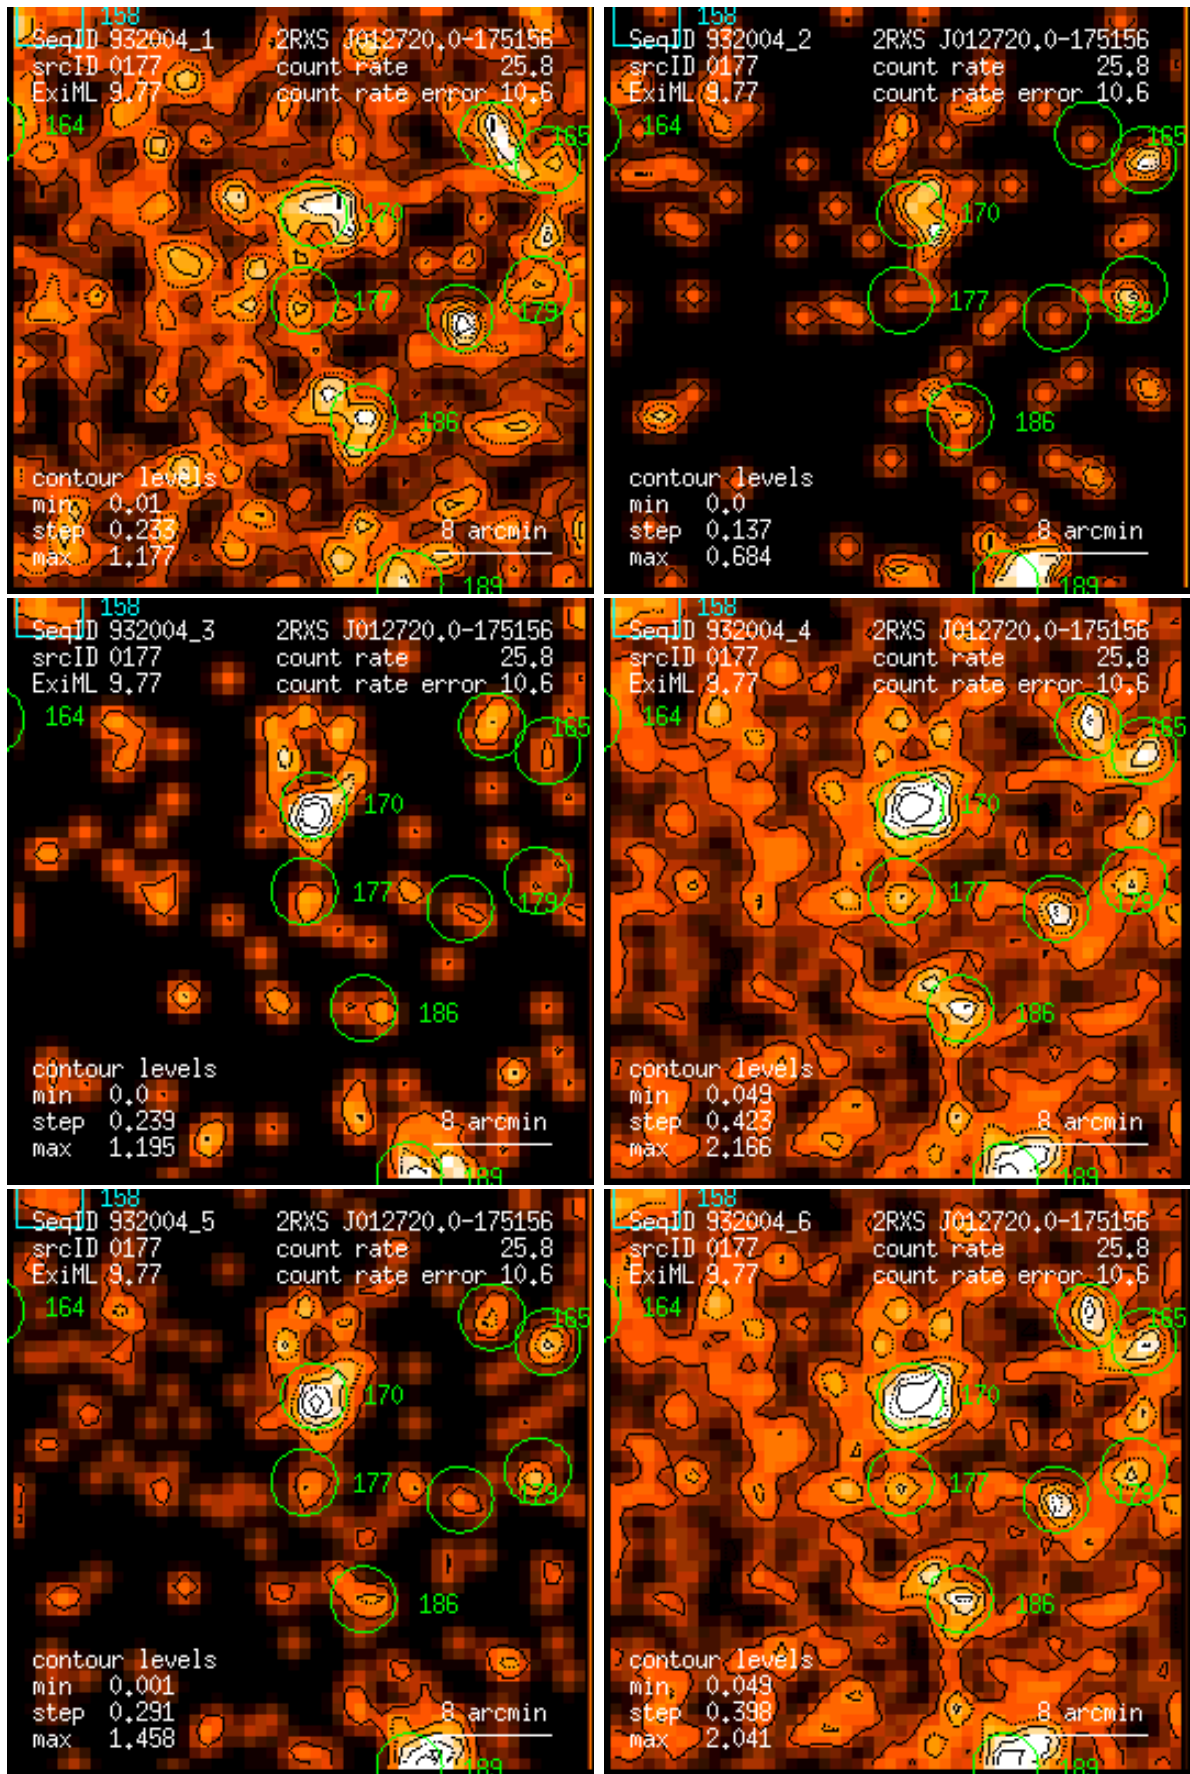 158
SeqID 932004_1 2RXS J012720.0-175156
srcID 0177 count rate 25.8
ExiML 9.77 count rate error 10.6
164 165
170
177
179
186
contour levels
min 0.01
step 0.233 8 arcmin
max 1.177
189
158
SeqID 932004_2 2RXS J012720.0-175156
srcID 0177 count rate 25.8
ExiML 9.77 count rate error 10.6
164 165
170
177
179
186
contour levels
min 0.0
step 0.137 8 arcmin
max 0.684
189
158
SeqID 932004_3 2RXS J012720.0-175156
srcID 0177 count rate 25.8
ExiML 9.77 count rate error 10.6
164 165
170
177
179
186
contour levels
min 0.0
step 0.239 8 arcmin
max 1.195
189
158
SeqID 932004_4 2RXS J012720.0-175156
srcID 0177 count rate 25.8
ExiML 9.77 count rate error 10.6
164 165
170
177
179
186
contour levels
min 0.049
step 0.423 8 arcmin
max 2.166
189
158
SeqID 932004_5 2RXS J012720.0-175156
srcID 0177 count rate 25.8
ExiML 9.77 count rate error 10.6
164 165
170
177
179
186
contour levels
min 0.001
step 0.291 8 arcmin
max 1.458
189
158
SeqID 932004_6 2RXS J012720.0-175156
srcID 0177 count rate 25.8
ExiML 9.77 count rate error 10.6
164 165
170
177
179
186
contour levels
min 0.049
step 0.398 8 arcmin
max 2.041
189